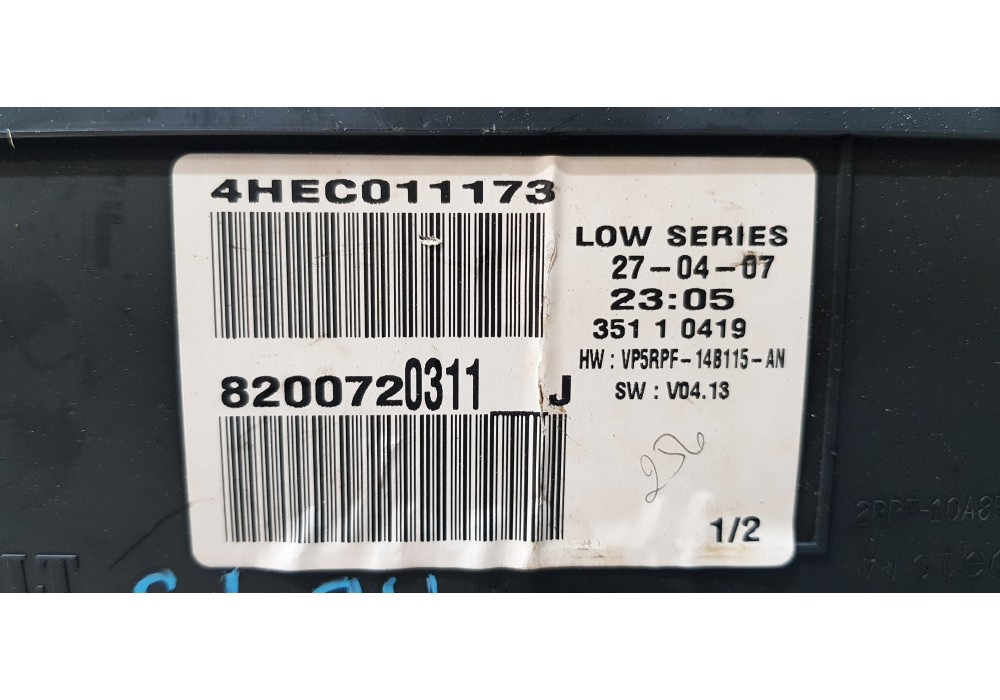 4HEC011173
8200720311 J
LOW SERIES
27-04-07
23:05
351 1 0419
HW : VP5RPF-14B115-AN
SW : V04.13
256
1/2